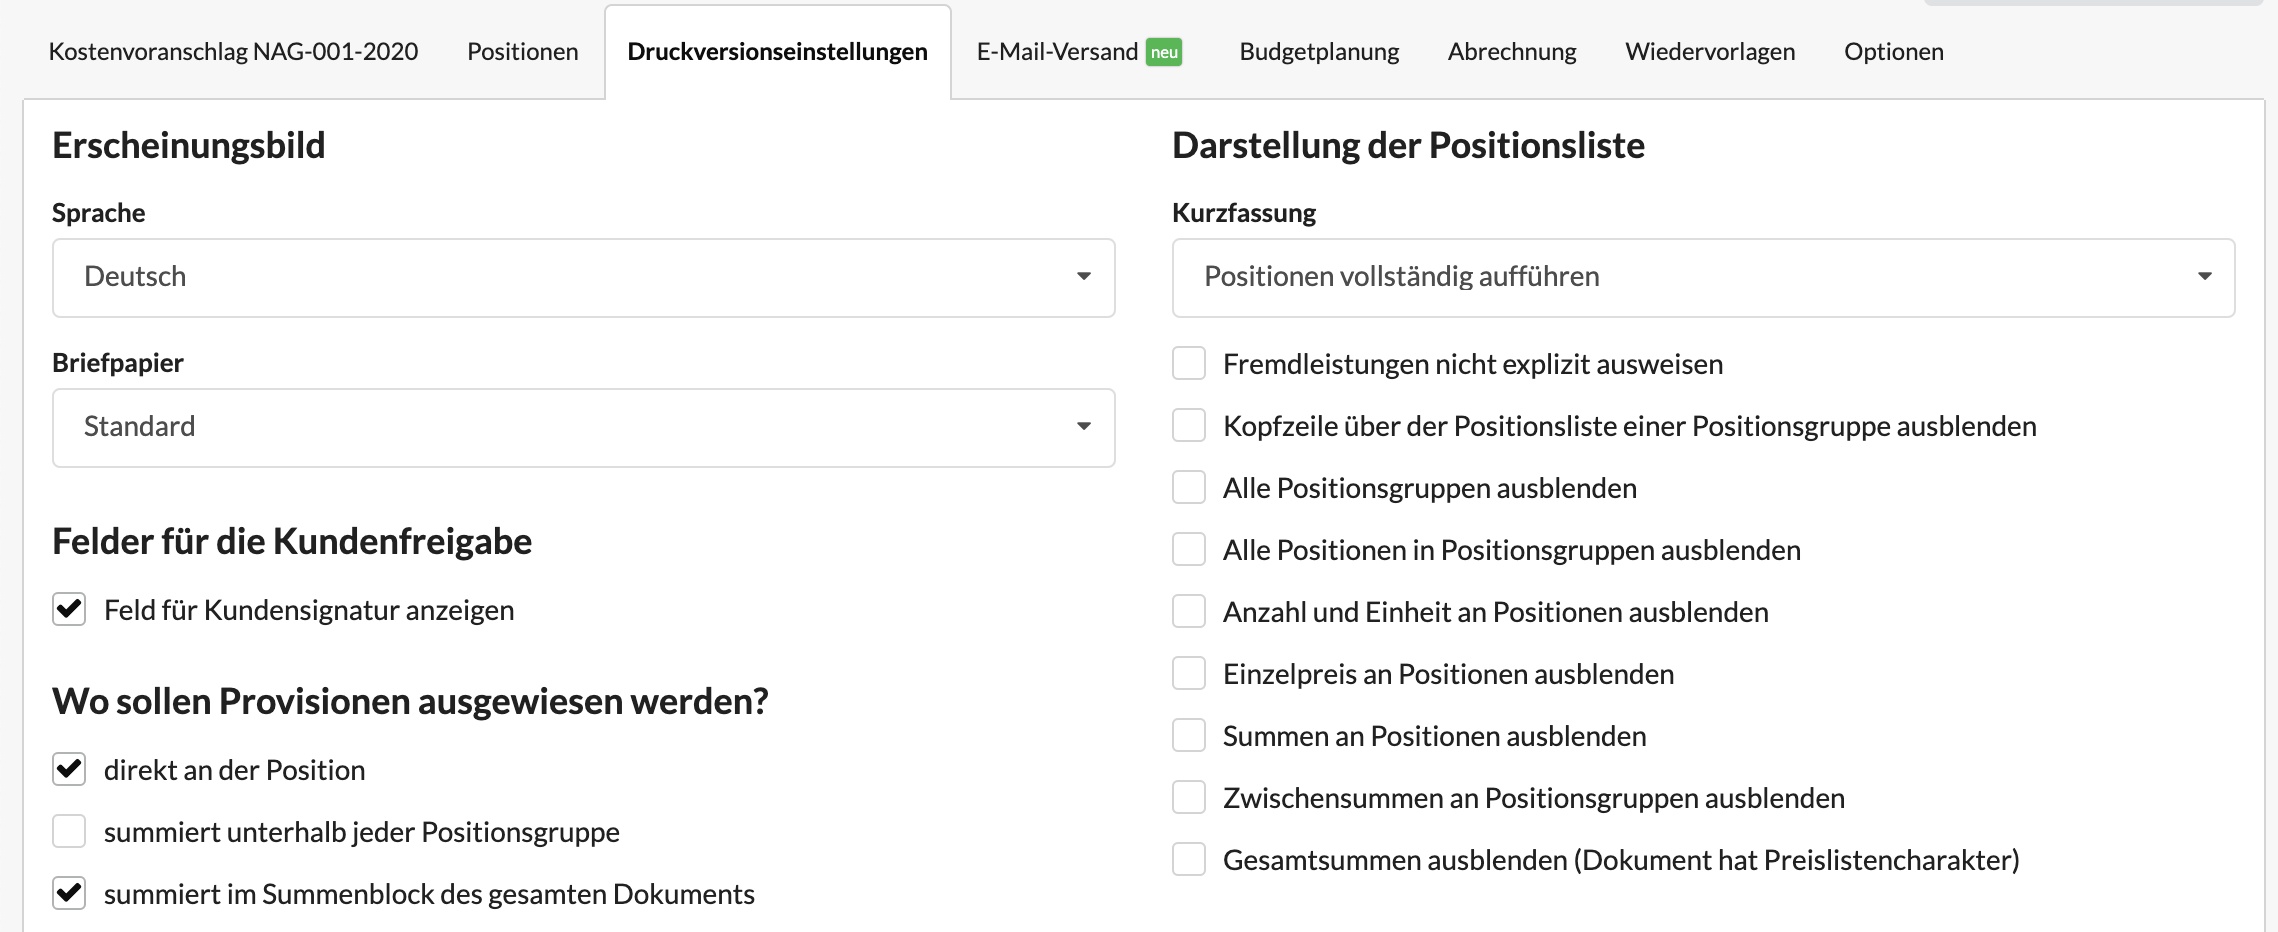 Kostenvoranschlag NAG-001-2020 Positionen Druckversionseinstellungen E-Mail-Versand neu Budgetplanung Abrechnung Wiedervorlagen Optionen
Erscheinungsbild
Sprache
Deutsch
Briefpapier
Standard
Felder für die Kundenfreigabe
Feld für Kundensignatur anzeigen
Wo sollen Provisionen ausgewiesen werden?
direkt an der Position
summiert unterhalb jeder Positionsgruppe
summiert im Summenblock des gesamten Dokuments
Darstellung der Positionsliste
Kurzfassung
Positionen vollständig aufführen
Fremdleistungen nicht explizit ausweisen
Kopfzeile über der Positionsliste einer Positionsgruppe ausblenden
Alle Positionsgruppen ausblenden
Alle Positionen in Positionsgruppen ausblenden
Anzahl und Einheit an Positionen ausblenden
Einzelpreis an Positionen ausblenden
Summen an Positionen ausblenden
Zwischensummen an Positionsgruppen ausblenden
Gesamtsummen ausblenden (Dokument hat Preislistencharakter)